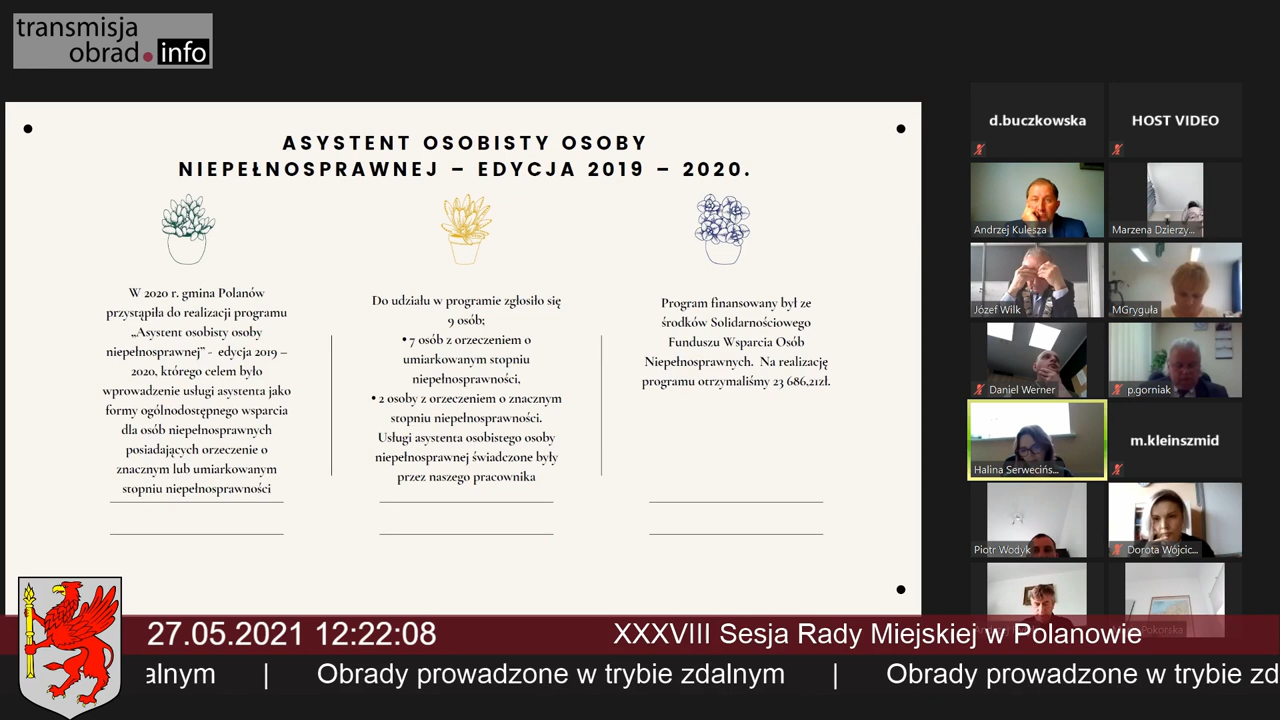 transmisja
obrad.info
ASYSTENT OSOBISTY OSOBY
NIEPEŁNOSPRAWNEJ – EDYCJA 2019 – 2020.
W 2020 r. gmina Polanów
przystąpiła do realizacji programu
„Asystent osobisty osoby
niepełnosprawnej” - edycja 2019 –
2020, którego celem było
wprowadzenie usługi asystenta jako
formy ogólnodostępnego wsparcia
dla osób niepełnosprawnych
posiadających orzeczenie o
znacznym lub umiarkowanym
stopniu niepełnosprawności
Do udziału w programie zgłosiło się
9 osób;
• 7 osób z orzeczeniem o
umiarkowanym stopniu
niepełnosprawności,
• 2 osoby z orzeczeniem o znacznym
stopniu niepełnosprawności.
Usługi asystenta osobistego osoby
niepełnosprawnej świadczone były
przez naszego pracownika
Program finansowany był ze
środków Solidarnościowego
Funduszu Wsparcia Osób
Niepełnosprawnych. Na realizację
programu otrzymaliśmy 23 686,21zł.
d.buczkowska
HOST VIDEO
Andrzej Kulesza
Marzena Dzierży...
Józef Wilk
MGryguła
Daniel Werner
p.gorniak
Halina Serwecińs...
m.kleinszmid
Piotr Wodyk
Dorota Wójcic...
27.05.2021 12:22:08
XXXVIII Sesja Rady Miejskiej w Polanowie
alnym | Obrady prowadzone w trybie zdalnym | Obrady prowadzone w trybie zd